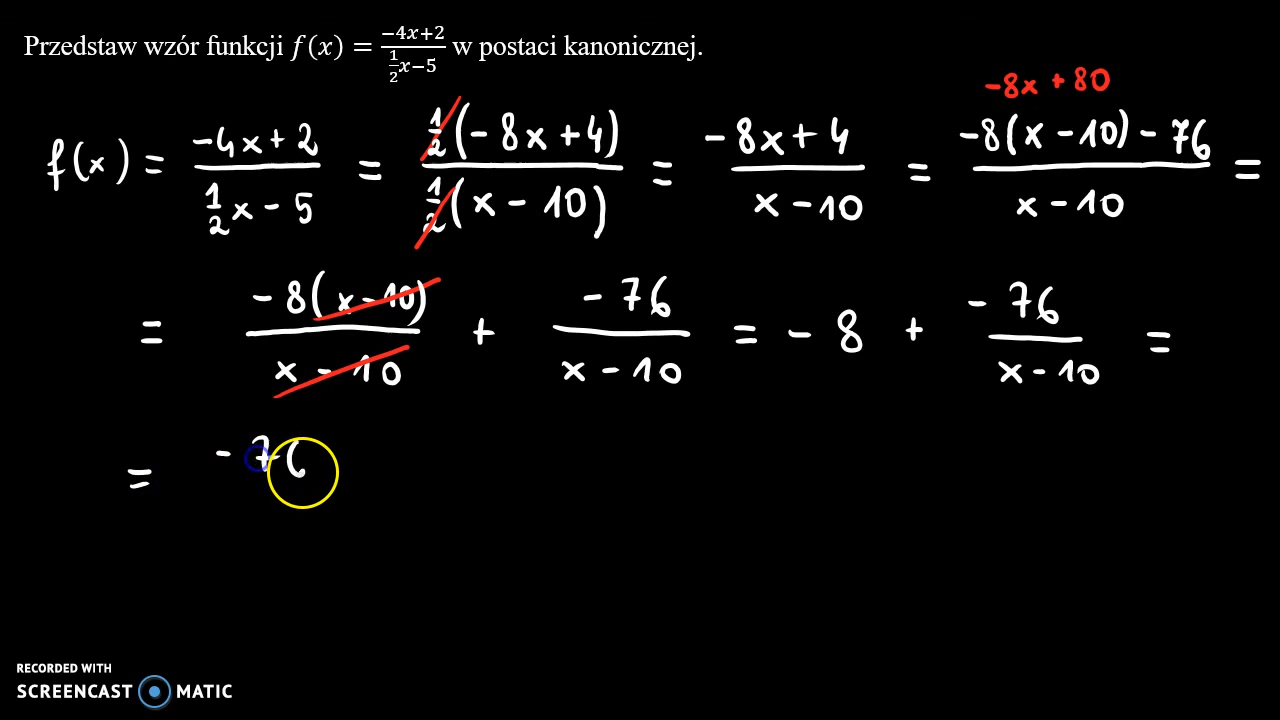 Przedstaw wzór funkcji f(x) = (-4x+2)/(1/2x-5) w postaci kanonicznej.
-8x + 80
f(x) = (-4x + 2)/(1/2x - 5) = (1/2(-8x + 4))/(1/2(x - 10)) = (-8x + 4)/(x - 10) = (-8(x - 10) - 76)/(x - 10) =
= (-8(x - 10))/(x - 10) + (-76)/(x - 10) = -8 + (-76)/(x - 10) =
= -76
RECORDED WITH
SCREENCAST MATIC